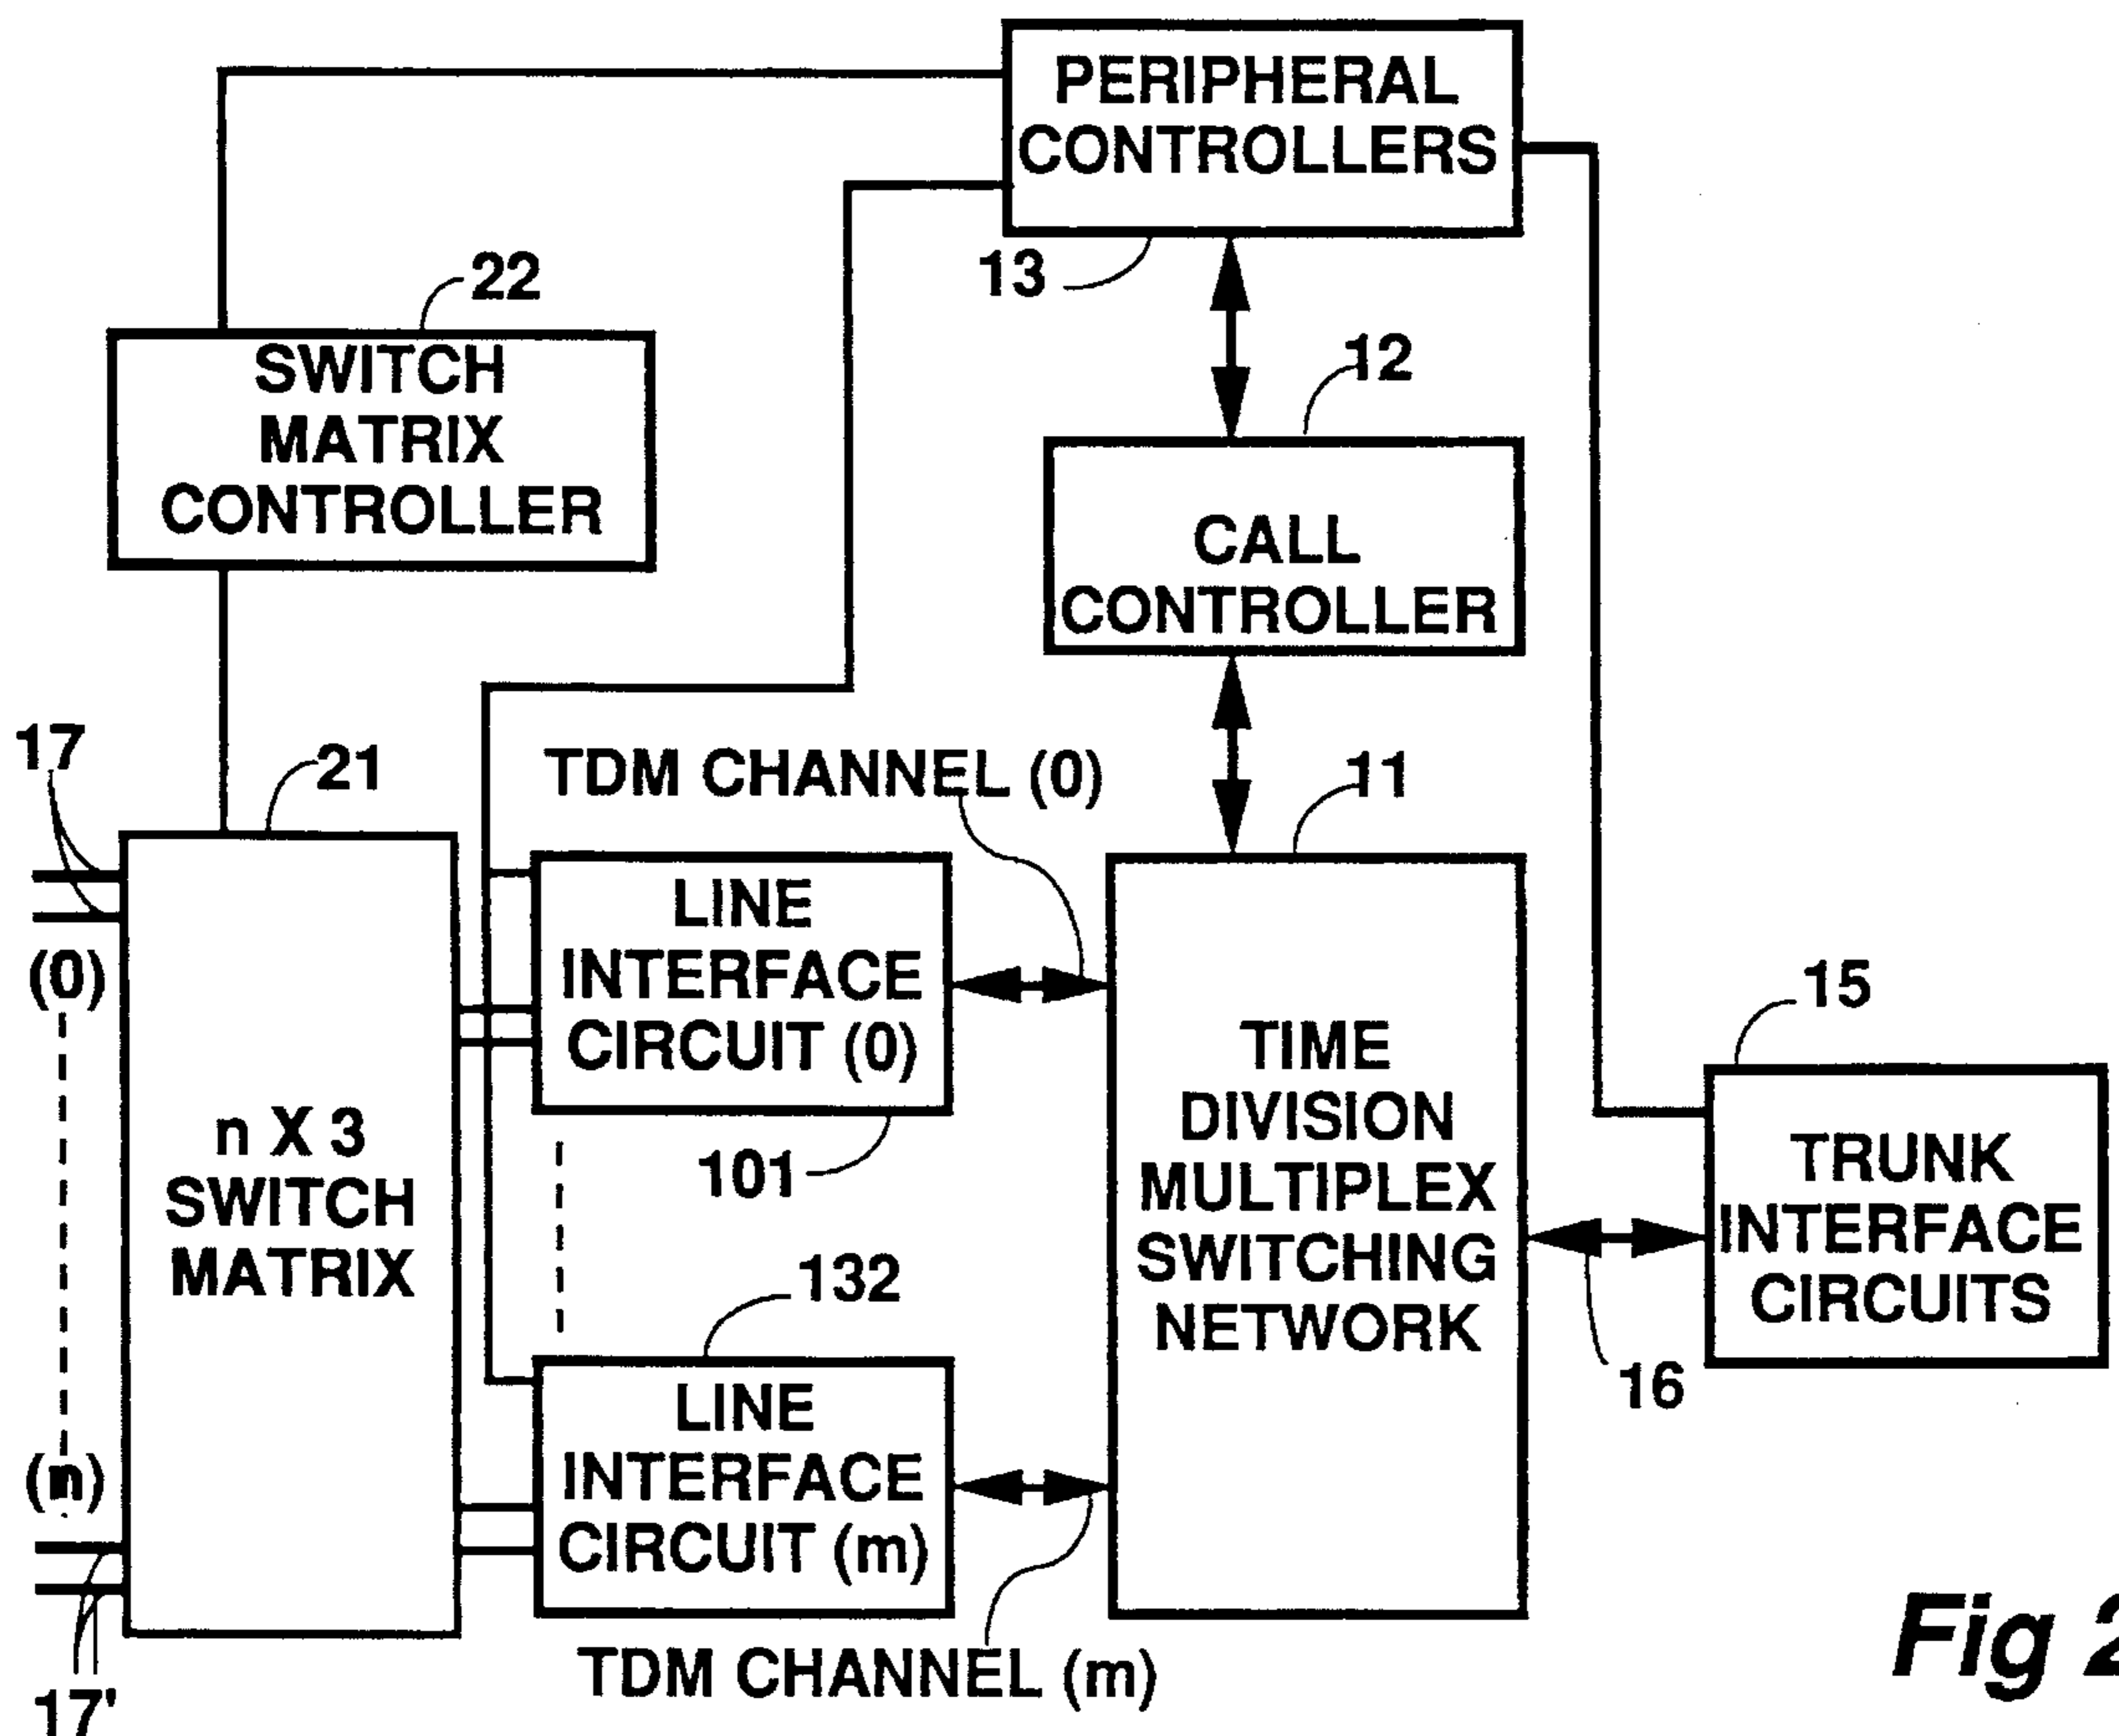 PERIPHERAL
CONTROLLERS
13
22
SWITCH
MATRIX
CONTROLLER
12
CALL
CONTROLLER
17
21
TDM CHANNEL (0)
11
LINE
INTERFACE
CIRCUIT (0)
101
(0)
n X 3
SWITCH
MATRIX
(n)
17'
132
LINE
INTERFACE
CIRCUIT (m)
TDM CHANNEL (m)
TIME
DIVISION
MULTIPLEX
SWITCHING
NETWORK
15
TRUNK
INTERFACE
CIRCUITS
16
Fig 2